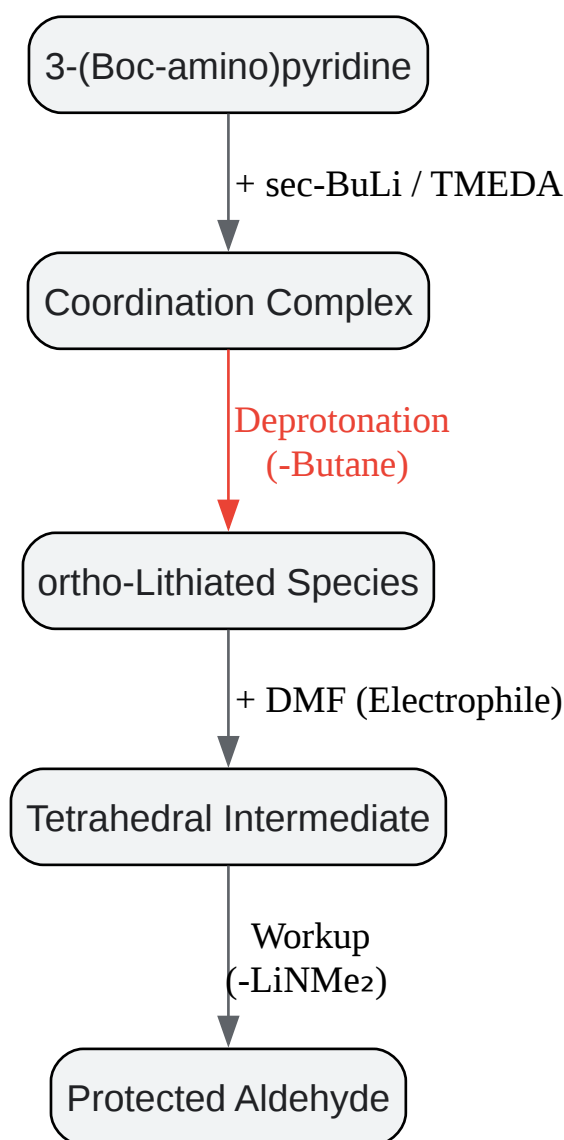 3-(Boc-amino)pyridine
+ sec-BuLi / TMEDA
Coordination Complex
Deprotonation
(-Butane)
ortho-Lithiated Species
+ DMF (Electrophile)
Tetrahedral Intermediate
Workup
(-LiNMe₂)
Protected Aldehyde